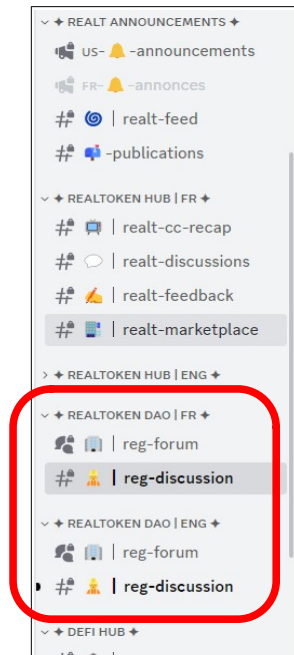 ✦ REALT ANNOUNCEMENTS ✦
US-🔔-announcements
FR-🔔-annonces
🌀 | realt-feed
📬-publications
✦ REALTOKEN HUB | FR ✦
📺 | realt-cc-recap
💬 | realt-discussions
✍ | realt-feedback
🏪 | realt-marketplace
✦ REALTOKEN HUB | ENG ✦
✦ REALTOKEN DAO | FR ✦
🏢 | reg-forum
| reg-discussion
✦ REALTOKEN DAO | ENG ✦
🏢 | reg-forum
| reg-discussion
✦ DEFI HUB ✦